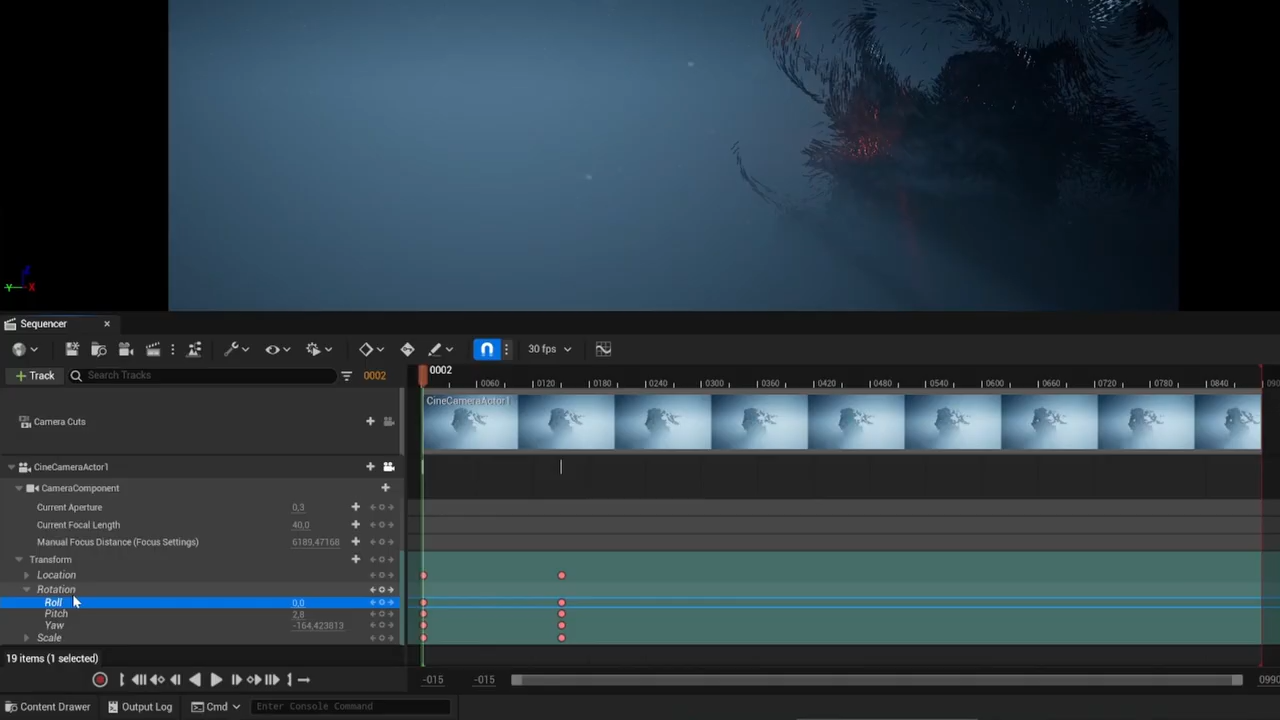 Y
X
Sequencer
30 fps
+ Track
Search Tracks
0002
0002
0060
0120
0180
0240
0300
0360
0420
0480
0540
0600
0660
0720
0780
0840
Camera Cuts
CineCameraActor1
CineCameraActor1
CameraComponent
Current Aperture
0,3
Current Focal Length
40,0
Manual Focus Distance (Focus Settings)
6189,47168
Transform
Location
Rotation
Roll
0,0
Pitch
2,8
Yaw
-164,423813
Scale
19 items (1 selected)
-015
-015
0990
Content Drawer
Output Log
Cmd
Enter Console Command